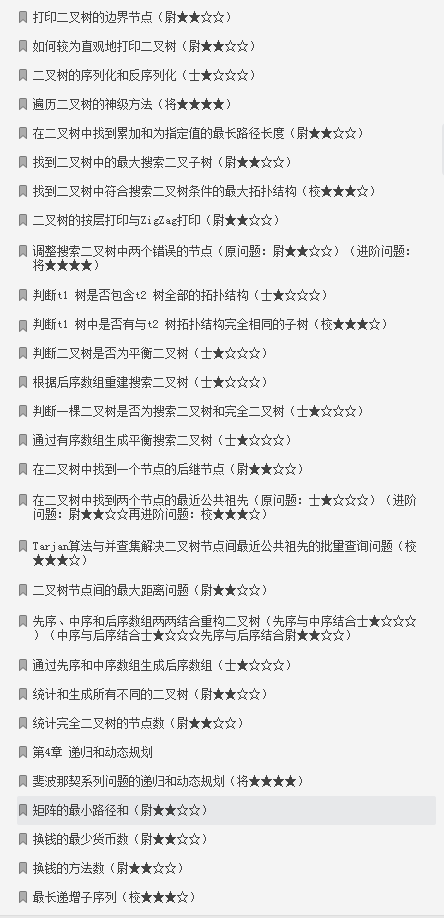 打印二叉树的边界节点（尉★★☆☆）
如何较为直观地打印二叉树（尉★★☆☆）
二叉树的序列化和反序列化（士★☆☆☆）
遍历二叉树的神级方法（将★★★★）
在二叉树中找到累加和为指定值的最长路径长度（尉★★☆☆）
找到二叉树中的最大搜索二叉子树（尉★★☆☆）
找到二叉树中符合搜索二叉树条件的最大拓扑结构（校★★★☆）
二叉树的按层打印与ZigZag打印（尉★★☆☆）
调整搜索二叉树中两个错误的节点（原问题：尉★★☆☆）（进阶问题：
将★★★★）
判断t1 树是否包含t2 树全部的拓扑结构（士★☆☆☆）
判断t1 树中是否有与t2 树拓扑结构完全相同的子树（校★★★☆）
判断二叉树是否为平衡二叉树（士★☆☆☆）
根据后序数组重建搜索二叉树（士★☆☆☆）
判断一棵二叉树是否为搜索二叉树和完全二叉树（士★☆☆☆）
通过有序数组生成平衡搜索二叉树（士★☆☆☆）
在二叉树中找到一个节点的后继节点（尉★★☆☆）
在二叉树中找到两个节点的最近公共祖先（原问题：士★☆☆☆）（进阶
问题：尉★★☆☆再进阶问题：校★★★☆）
Tarjan算法与并查集解决二叉树节点间最近公共祖先的批量查询问题（校
★★★☆）
二叉树节点间的最大距离问题（尉★★☆☆）
先序、中序和后序数组两两结合重构二叉树（先序与中序结合士★☆☆☆
）（中序与后序结合士★☆☆☆先序与后序结合尉★★☆☆）
通过先序和中序数组生成后序数组（士★☆☆☆）
统计和生成所有不同的二叉树（尉★★☆☆）
统计完全二叉树的节点数（尉★★☆☆）
第4章 递归和动态规划
斐波那契系列问题的递归和动态规划（将★★★★）
矩阵的最小路径和（尉★★☆☆）
换钱的最少货币数（尉★★☆☆）
换钱的方法数（尉★★☆☆）
最长递增子序列（校★★★☆）